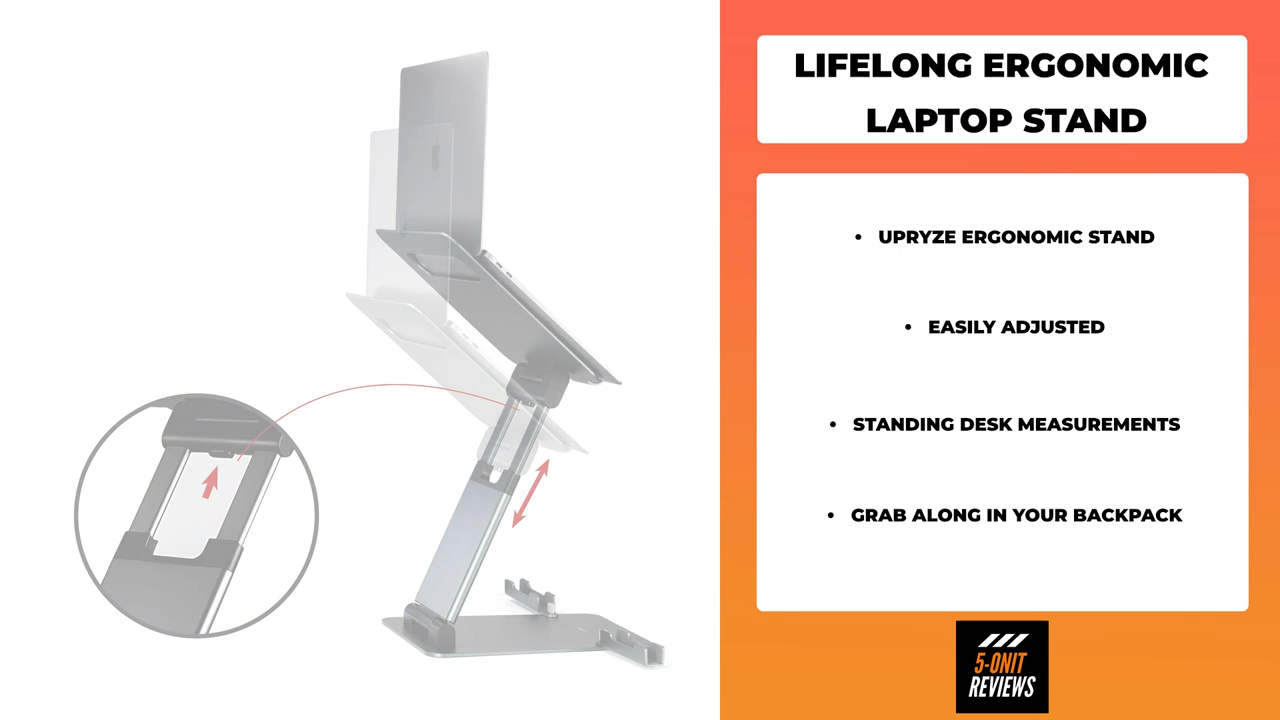 LIFELONG ERGONOMIC
LAPTOP STAND
• UPRYZE ERGONOMIC STAND
• EASILY ADJUSTED
• STANDING DESK MEASUREMENTS
• GRAB ALONG IN YOUR BACKPACK
5-ONIT
REVIEWS